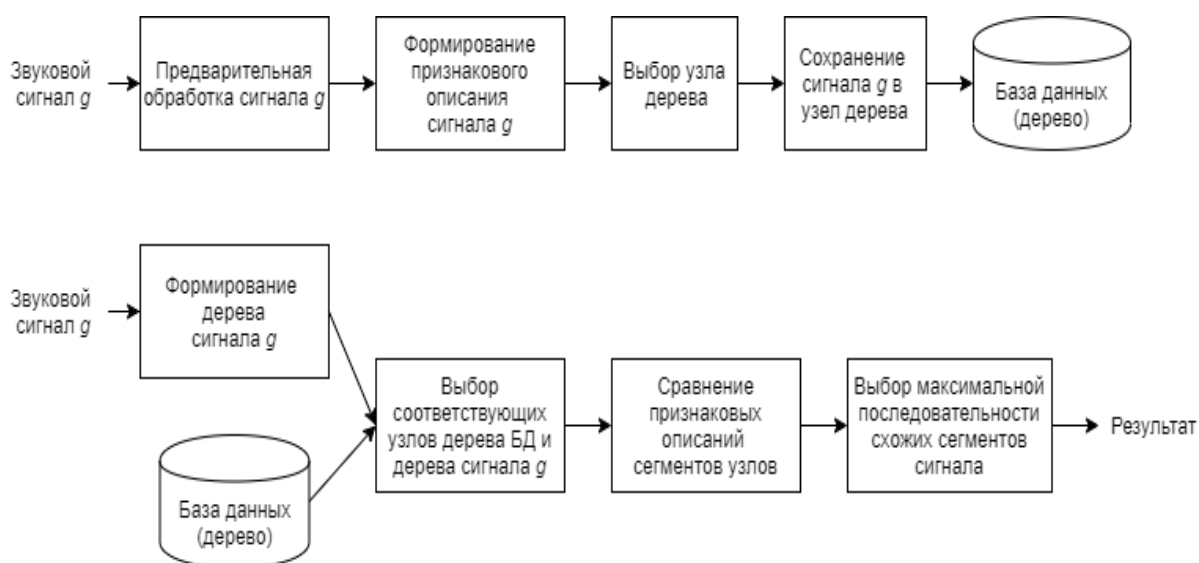 Звуковой
сигнал g
Предварительная
обработка сигнала g
Формирование
признакового
описания
сигнала g
Выбор узла
дерева
Сохранение
сигнала g в
узел дерева
База данных
(дерево)
Звуковой
сигнал g
Формирование
дерева
сигнала g
База данных
(дерево)
Выбор
соответствующих
узлов дерева БД и
дерева сигнала g
Сравнение
признаковых
описаний
сегментов узлов
Выбор максимальной
последовательности
схожих сегментов
сигнала
Результат